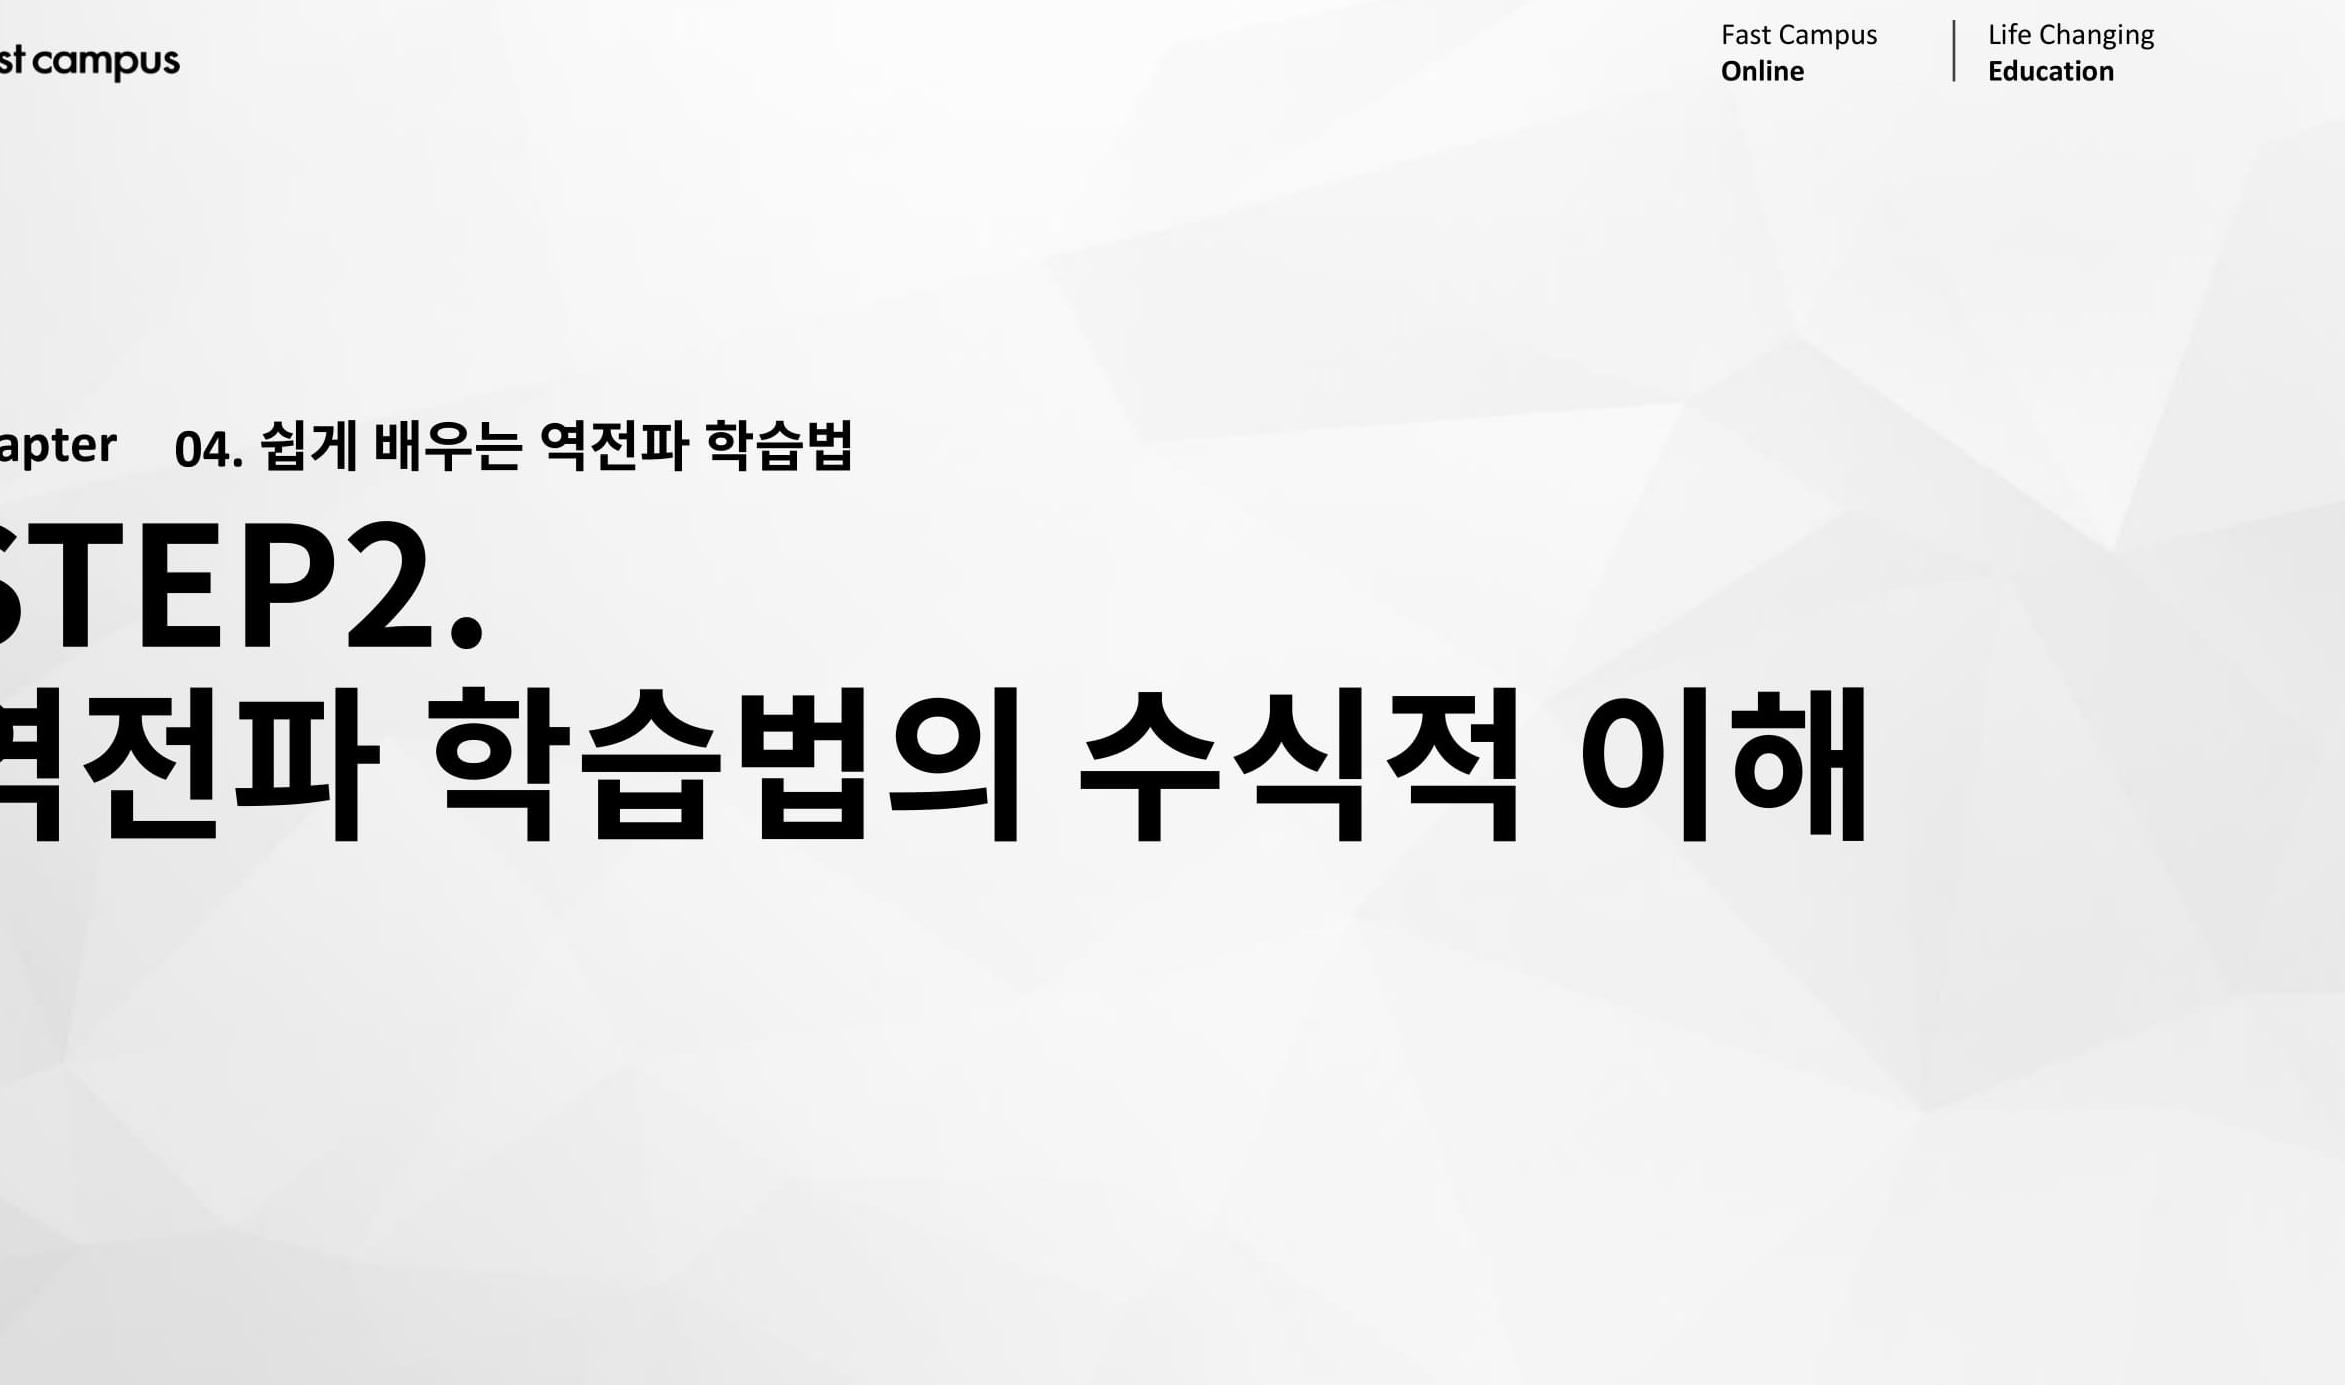 st campus
Fast Campus
Online
Life Changing
Education
apter 04. 쉽게 배우는 역전파 학습법
STEP2.
역전파 학습법의 수식적 이해